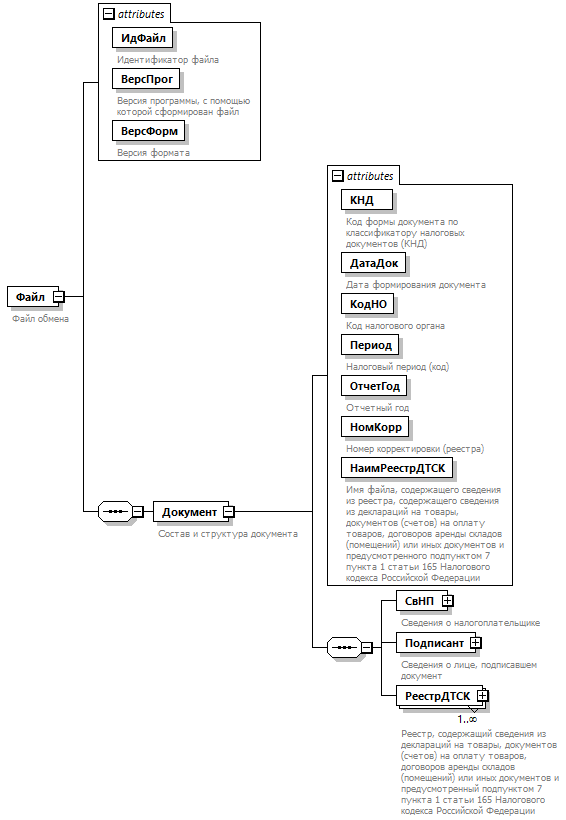 attributes
ИдФайл
Идентификатор файла
ВерсПрог
Версия программы, с помощью
которой сформирован файл
ВерсФорм
Версия формата
Файл
Файл обмена
Документ
Состав и структура документа
attributes
КНД
Код формы документа по
классификатору налоговых
документов (КНД)
ДатаДок
Дата формирования документа
КодНО
Код налогового органа
Период
Налоговый период (код)
ОтчетГод
Отчетный год
НомКорр
Номер корректировки (реестра)
НаимРеестрДТСК
Имя файла, содержащего сведения
из реестра, содержащего сведения
из деклараций на товары,
документов (счетов) на оплату
товаров, договоров аренды складов
(помещений) или иных документов и
предусмотренного подпунктом 7
пункта 1 статьи 165 Налогового
кодекса Российской Федерации
СвНП
Сведения о налогоплательщике
Подписант
Сведения о лице, подписавшем
документ
РеестрДТСК
1..∞
Реестр, содержащий сведения из
деклараций на товары, документов
(счетов) на оплату товаров,
договоров аренды складов
(помещений) или иных документов и
предусмотренный подпунктом 7
пункта 1 статьи 165 Налогового
кодекса Российской Федерации